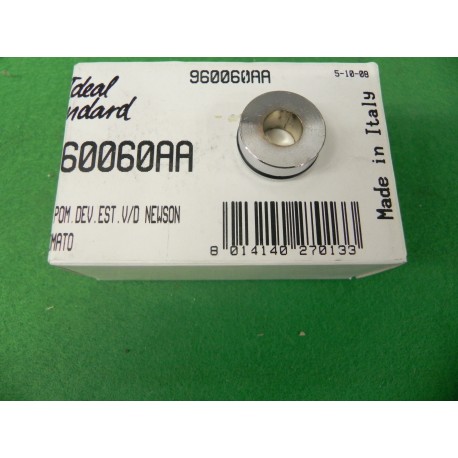 960060AA
5-10-08
Ideal
ndard
60060AA
POM.DEV.EST.V/D NEWSON
MATO
8 014140 270133
Made in Italy